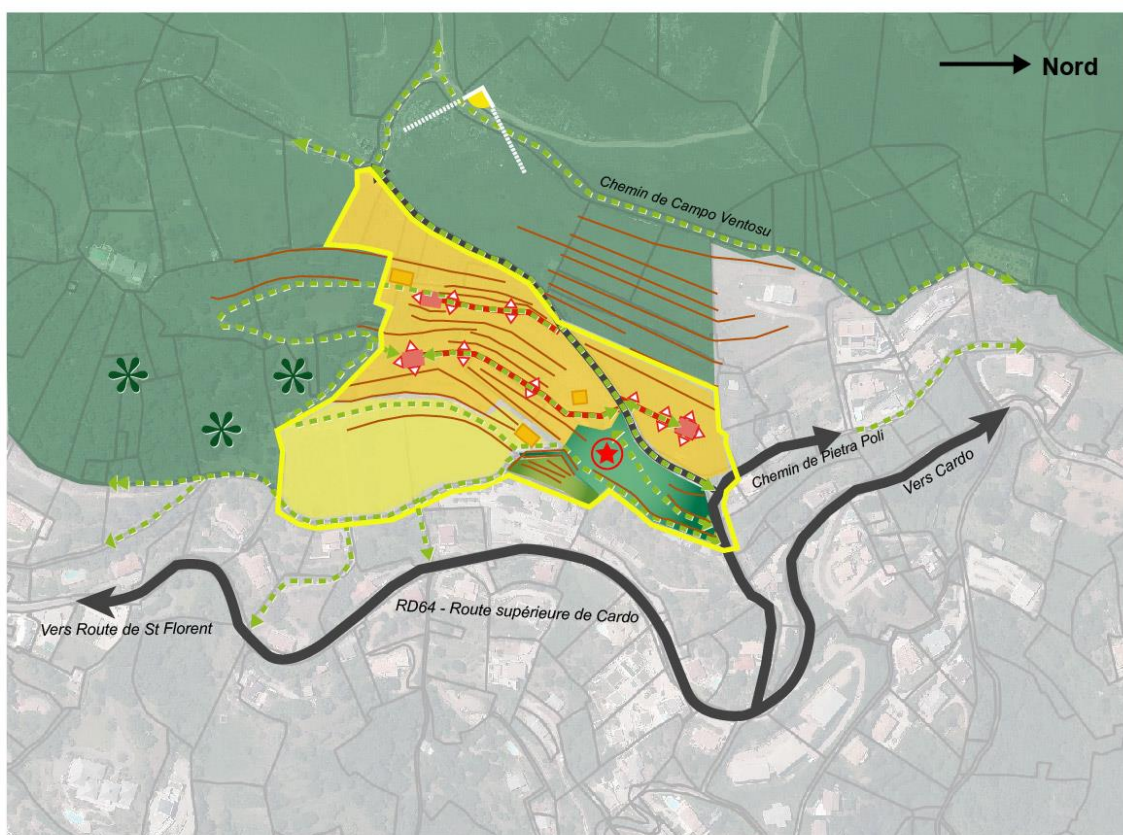 Nord
Chemin de Campo Ventosu
Chemin de Pietra Poli
Vers Cardo
RD64 - Route supérieure de Cardo
Vers Route de St Florent